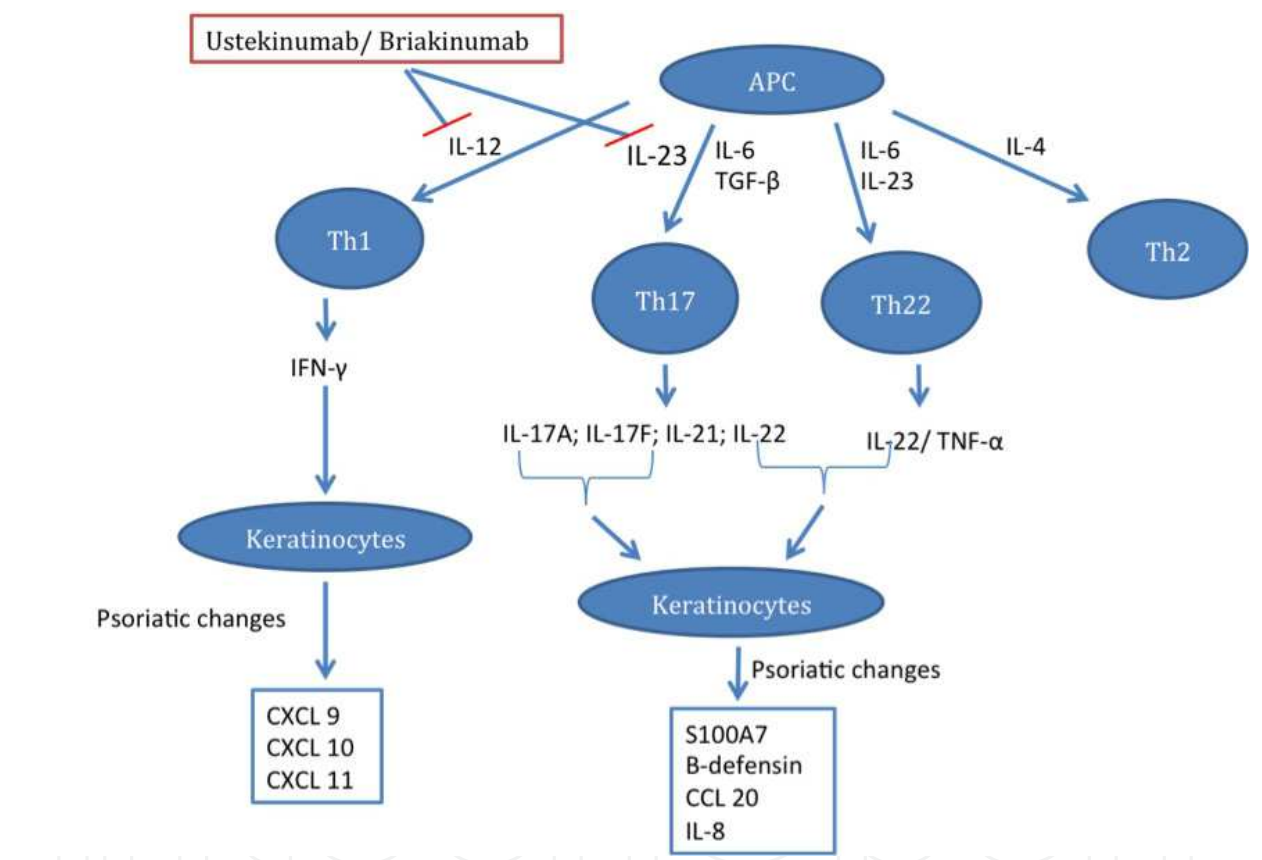 Ustekinumab/ Briakinumab
APC
IL-12
IL-23
IL-6
TGF-β
IL-6
IL-23
IL-4
Th1
Th17
Th22
Th2
IFN-γ
IL-17A; IL-17F; IL-21; IL-22
IL-22/ TNF-α
Keratinocytes
Keratinocytes
Psoriatic changes
Psoriatic changes
CXCL 9
CXCL 10
CXCL 11
S100A7
B-defensin
CCL 20
IL-8